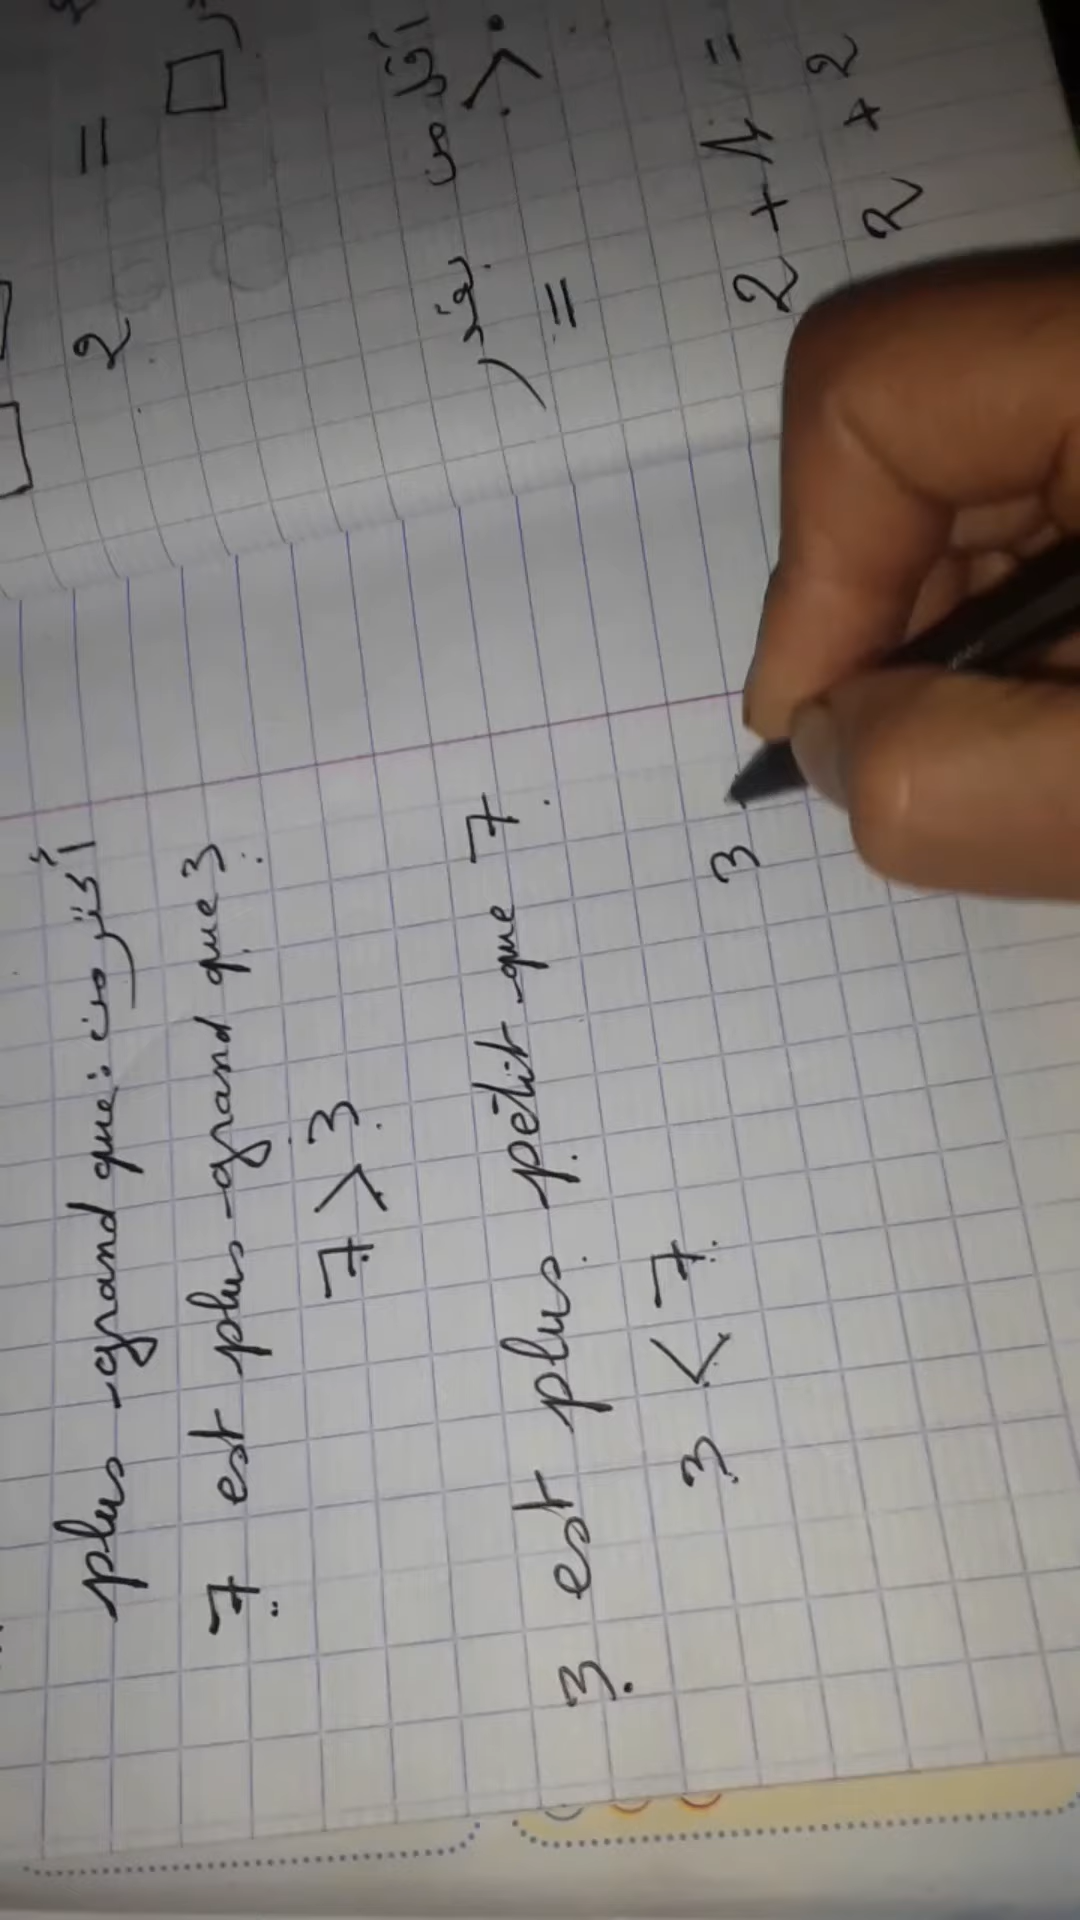 plus grand que: أكثر من
7 est plus grand que 3
7 > 3
3 est plus petit que 7
3 < 7
3
2 =
أقل من
= >
2 + 1 =
2 + 2